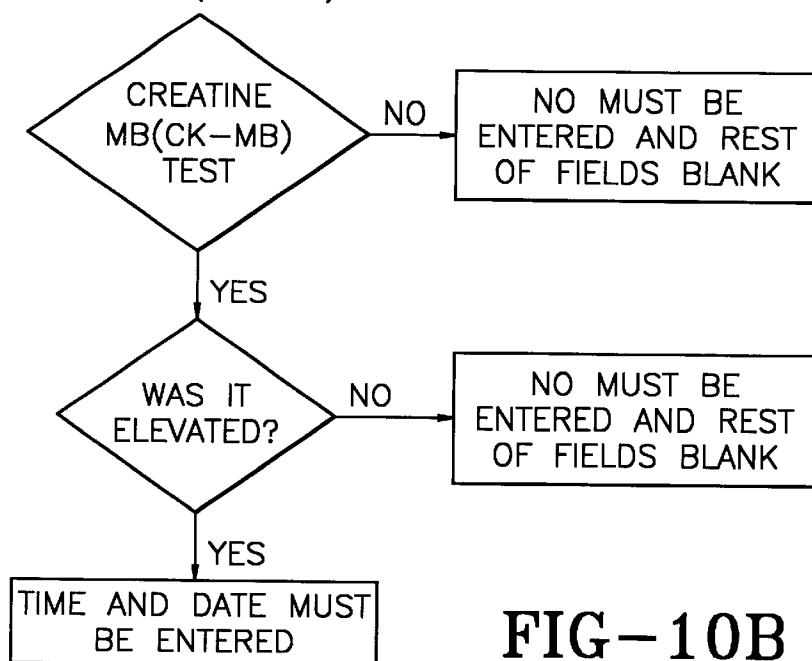 CREATINE
MB(CK-MB)
TEST
NO
NO MUST BE
ENTERED AND REST
OF FIELDS BLANK
YES
WAS IT
ELEVATED?
NO
NO MUST BE
ENTERED AND REST
OF FIELDS BLANK
YES
TIME AND DATE MUST
BE ENTERED
FIG-10B